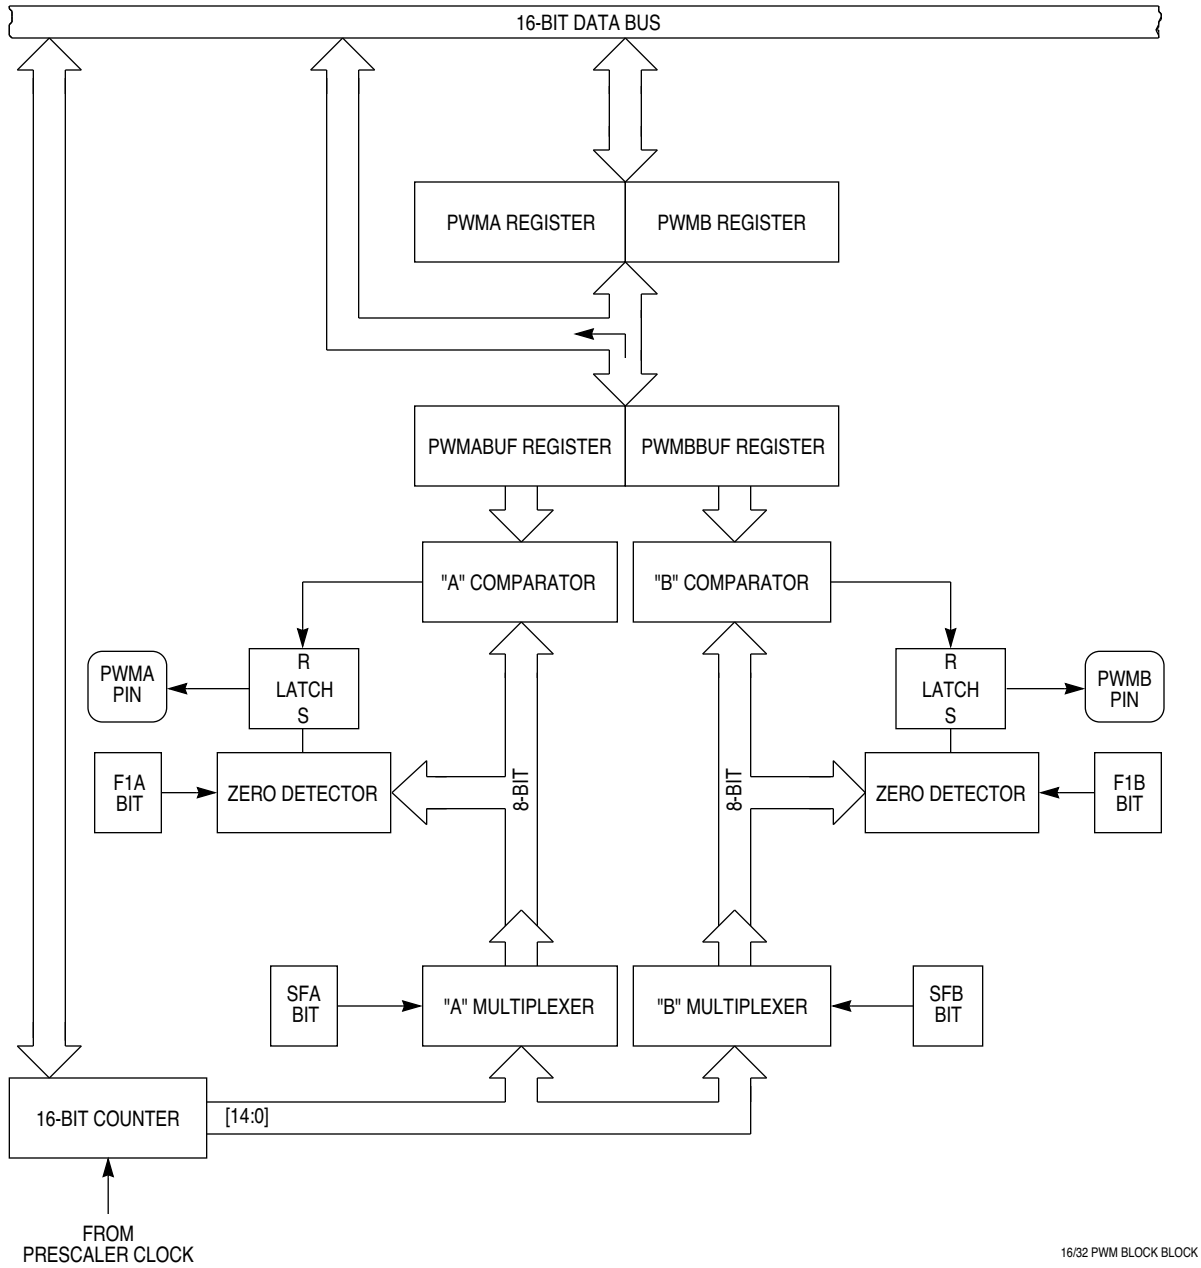 16-BIT DATA BUS
PWMA REGISTER
PWMB REGISTER
PWMABUF REGISTER
PWMBBUF REGISTER
"A" COMPARATOR
"B" COMPARATOR
PWMA
PIN
R
LATCH
S
R
LATCH
S
PWMB
PIN
F1A
BIT
ZERO DETECTOR
8-BIT
8-BIT
ZERO DETECTOR
F1B
BIT
SFA
BIT
"A" MULTIPLEXER
"B" MULTIPLEXER
SFB
BIT
16-BIT COUNTER
[14:0]
FROM
PRESCALER CLOCK
16/32 PWM BLOCK BLOCK